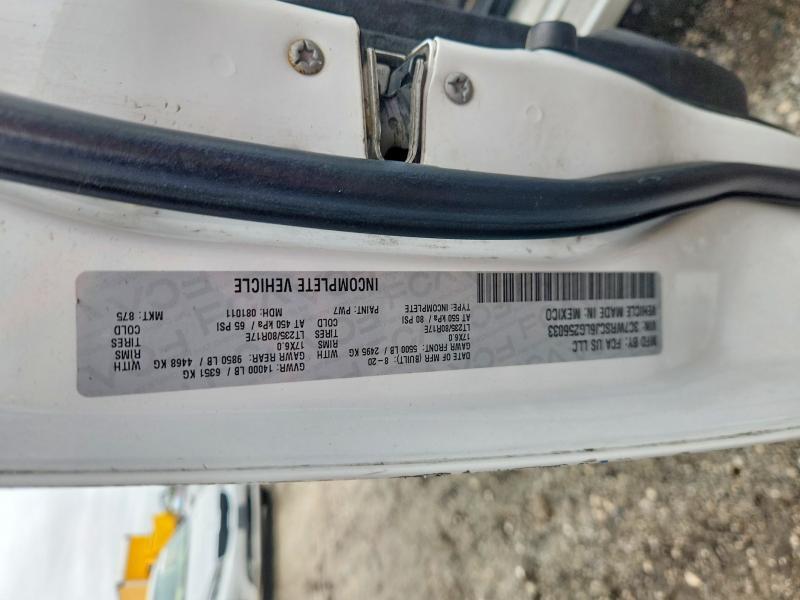 MFD BY: FCA US LLC
DATE OF MFR (BUILT): 8-20
GVWR: 14000 LB / 6351 KG
GAWR FRONT: 5500 LB / 2495 KG WITH
17X6.0 RIMS
LT235/80R17E TIRES
AT 550 kPa / 80 PSI COLD
GAWR REAR: 9850 LB / 4468 KG WITH
17X6.0 RIMS
LT235/80R17E TIRES
AT 450 kPa / 65 PSI COLD
VIN: 3C7WRSCJ6LG256033
VEHICLE MADE IN: MEXICO
TYPE: INCOMPLETE VEHICLE
PAINT: PW7
MDH: 081011
MKT: 875
INCOMPLETE VEHICLE
FCA